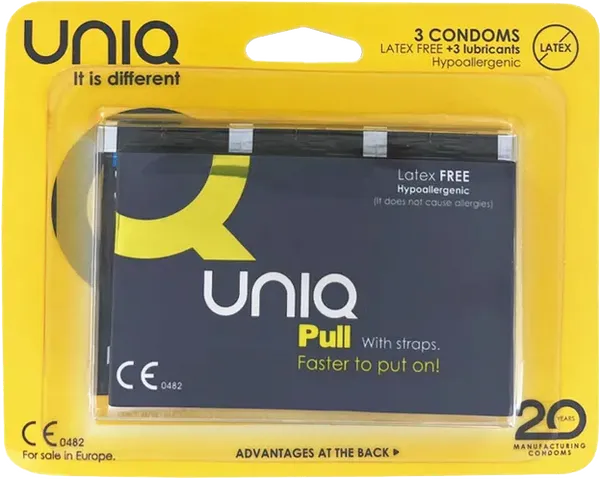 UNIQ
It is different
3 CONDOMS
LATEX FREE +3 lubricants
Hypoallergenic
LATEX
Latex FREE
Hypoallergenic
(It does not cause allergies)
UNIQ
Pull With straps.
Faster to put on!
CE 0482
CE 0482
For sale in Europe.
ADVANTAGES AT THE BACK ▶
20 YEARS
MANUFACTURING
CONDOMS